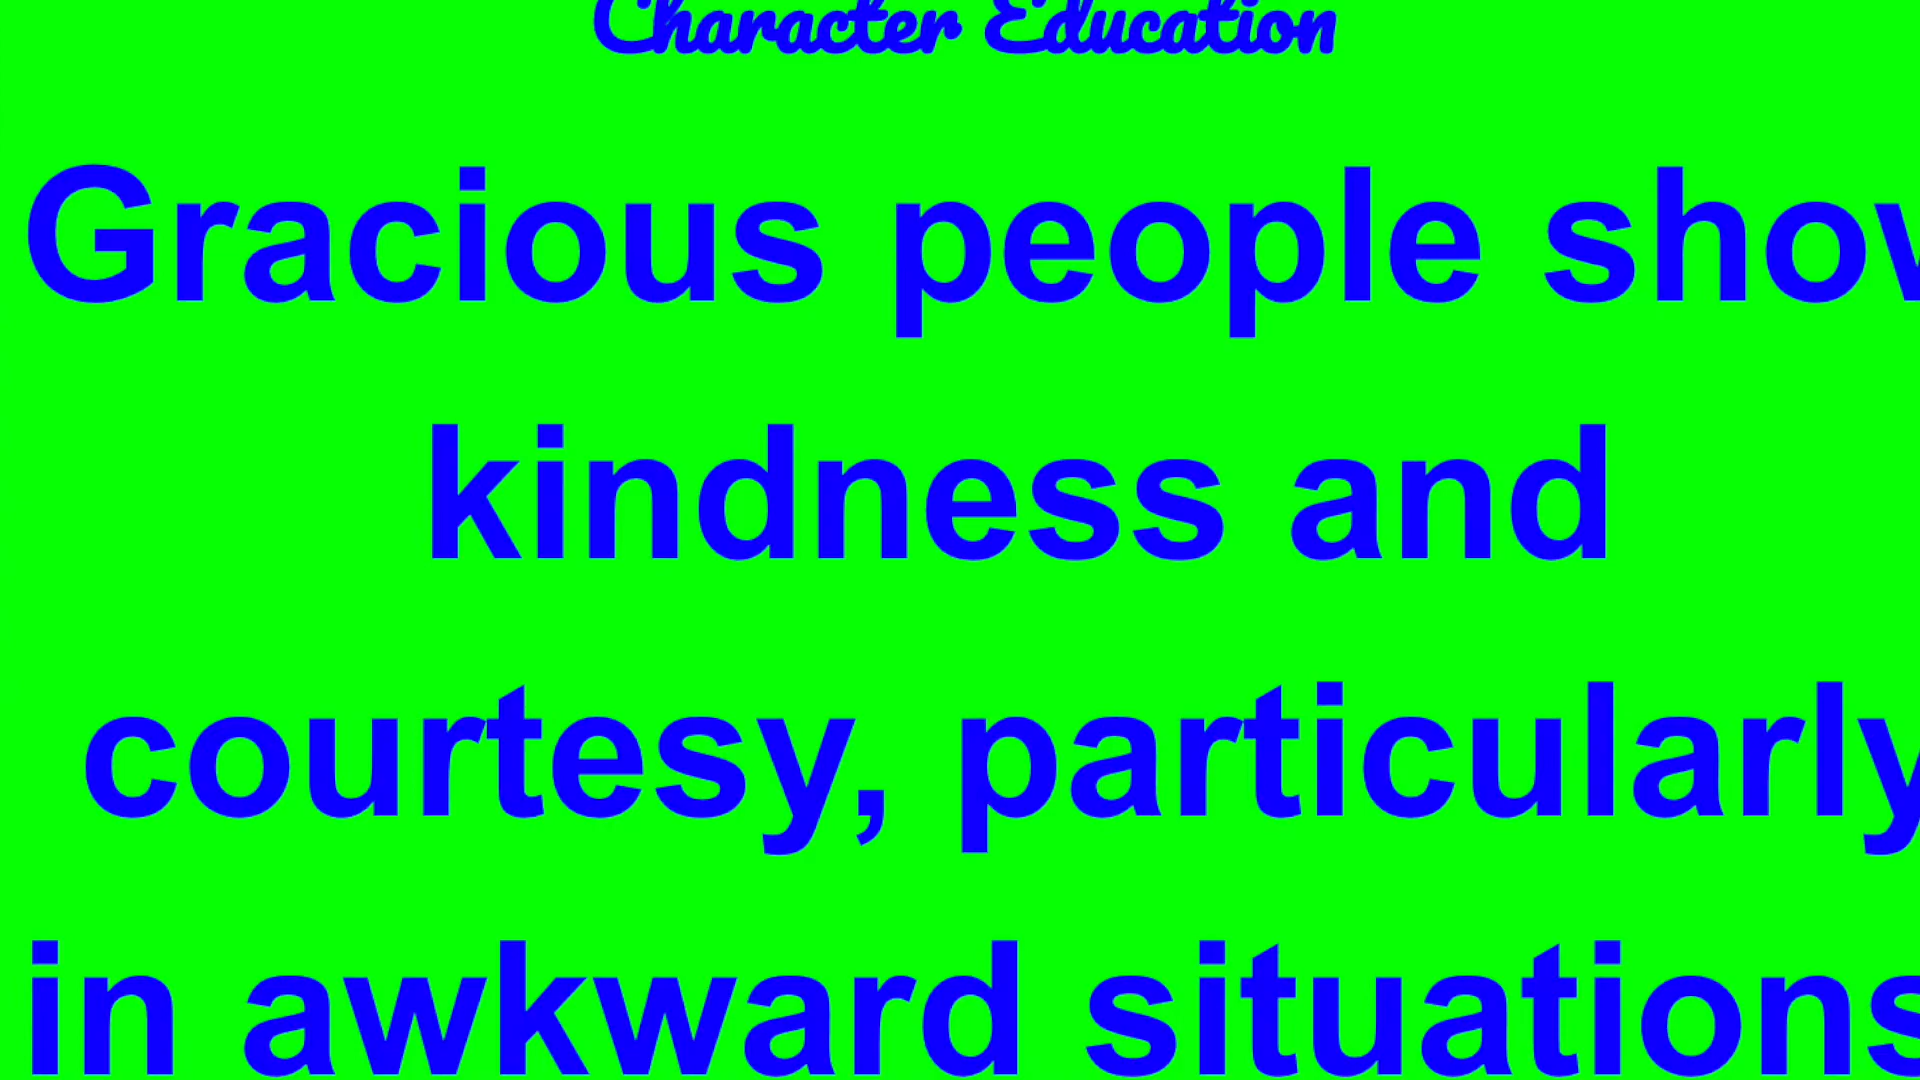 Character Education
Gracious people show
kindness and
courtesy, particularly
in awkward situations